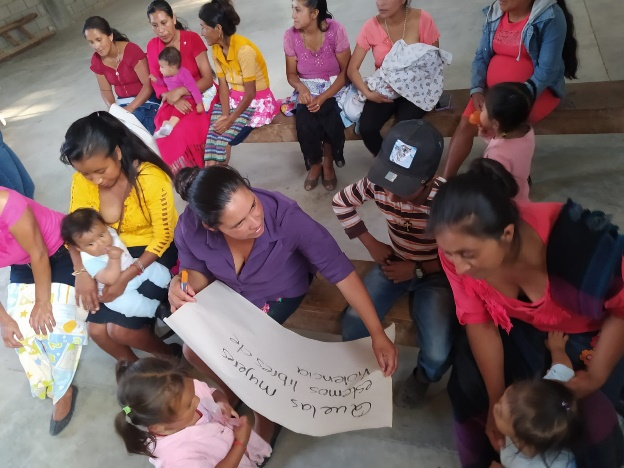 Que las mujeres
estemos libres de
violencia